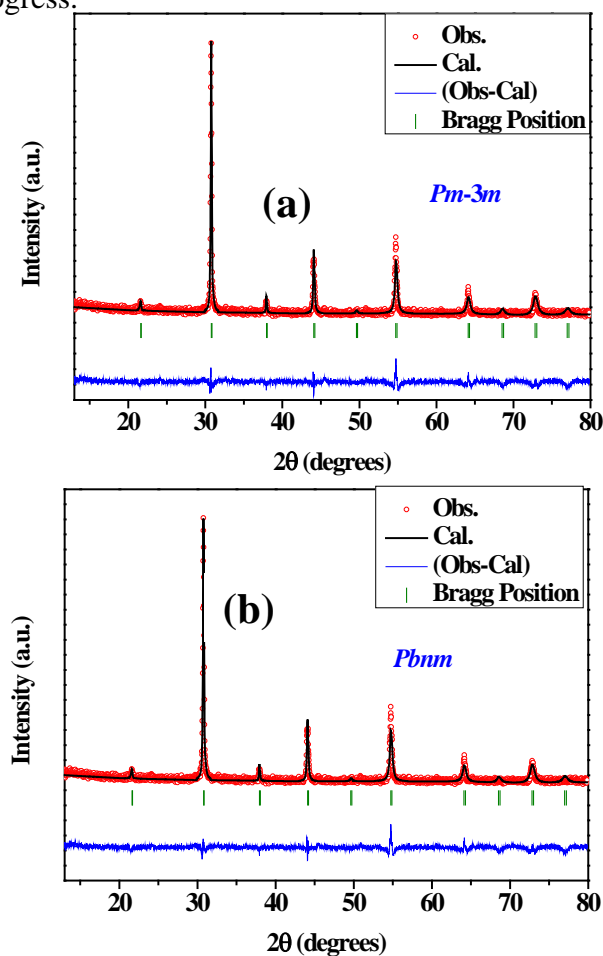 ogress.
Obs.
Cal.
(Obs-Cal)
Bragg Position
(a)
Pm-3m
Intensity (a.u.)
20 30 40 50 60 70 80
2θ (degrees)
Obs.
Cal.
(Obs-Cal)
Bragg Position
(b)
Pbnm
Intensity (a.u.)
20 30 40 50 60 70 80
2θ (degrees)